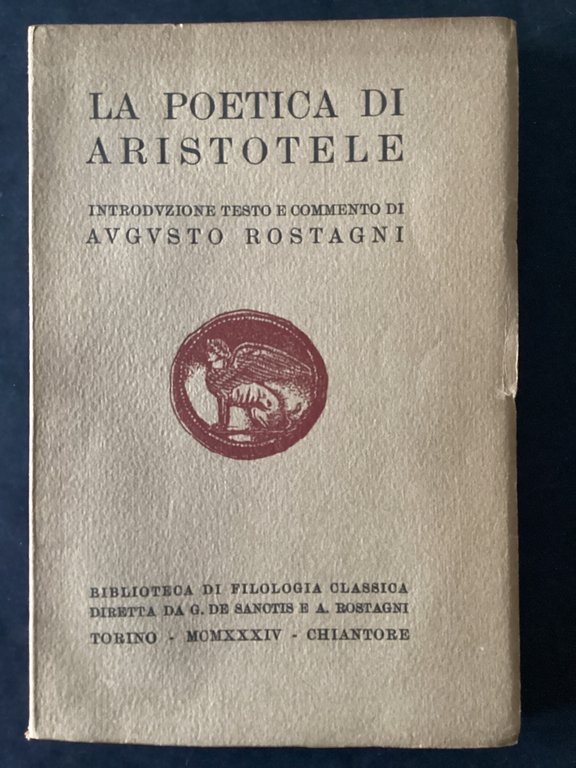 LA POETICA DI
ARISTOTELE
INTRODVZIONE TESTO E COMMENTO DI
AVGVSTO ROSTAGNI
BIBLIOTECA DI FILOLOGIA CLASSICA
DIRETTA DA G. DE SANCTIS E A. ROSTAGNI
TORINO - MCMXXXIV - CHIANTORE